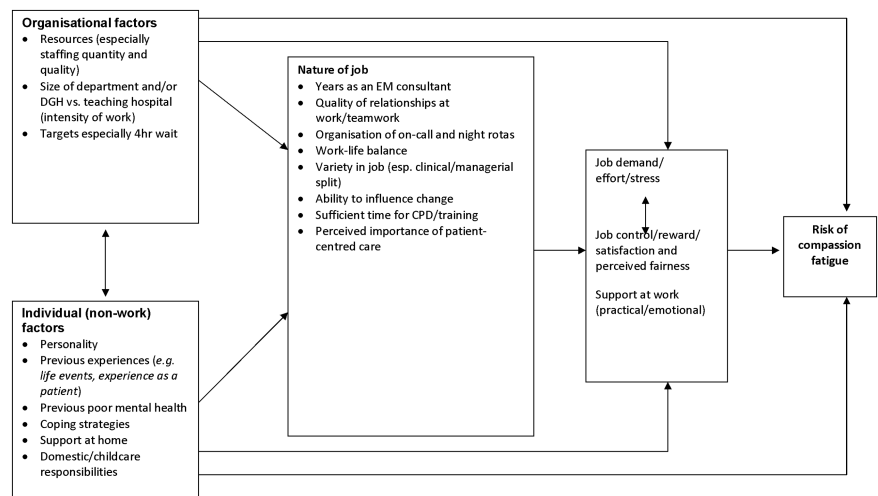 Organisational factors
• Resources (especially
staffing quantity and
quality)
• Size of department and/or
DGH vs. teaching hospital
(intensity of work)
• Targets especially 4hr wait
Individual (non-work)
factors
• Personality
• Previous experiences (e.g.
life events, experience as a
patient)
• Previous poor mental health
• Coping strategies
• Support at home
• Domestic/childcare
responsibilities
Nature of job
• Years as an EM consultant
• Quality of relationships at
work/teamwork
• Organisation of on-call and night rotas
• Work-life balance
• Variety in job (esp. clinical/managerial
split)
• Ability to influence change
• Sufficient time for CPD/training
• Perceived importance of patient-
centred care
Job demand/
effort/stress
Job control/reward/
satisfaction and
perceived fairness
Support at work
(practical/emotional)
Risk of
compassion
fatigue